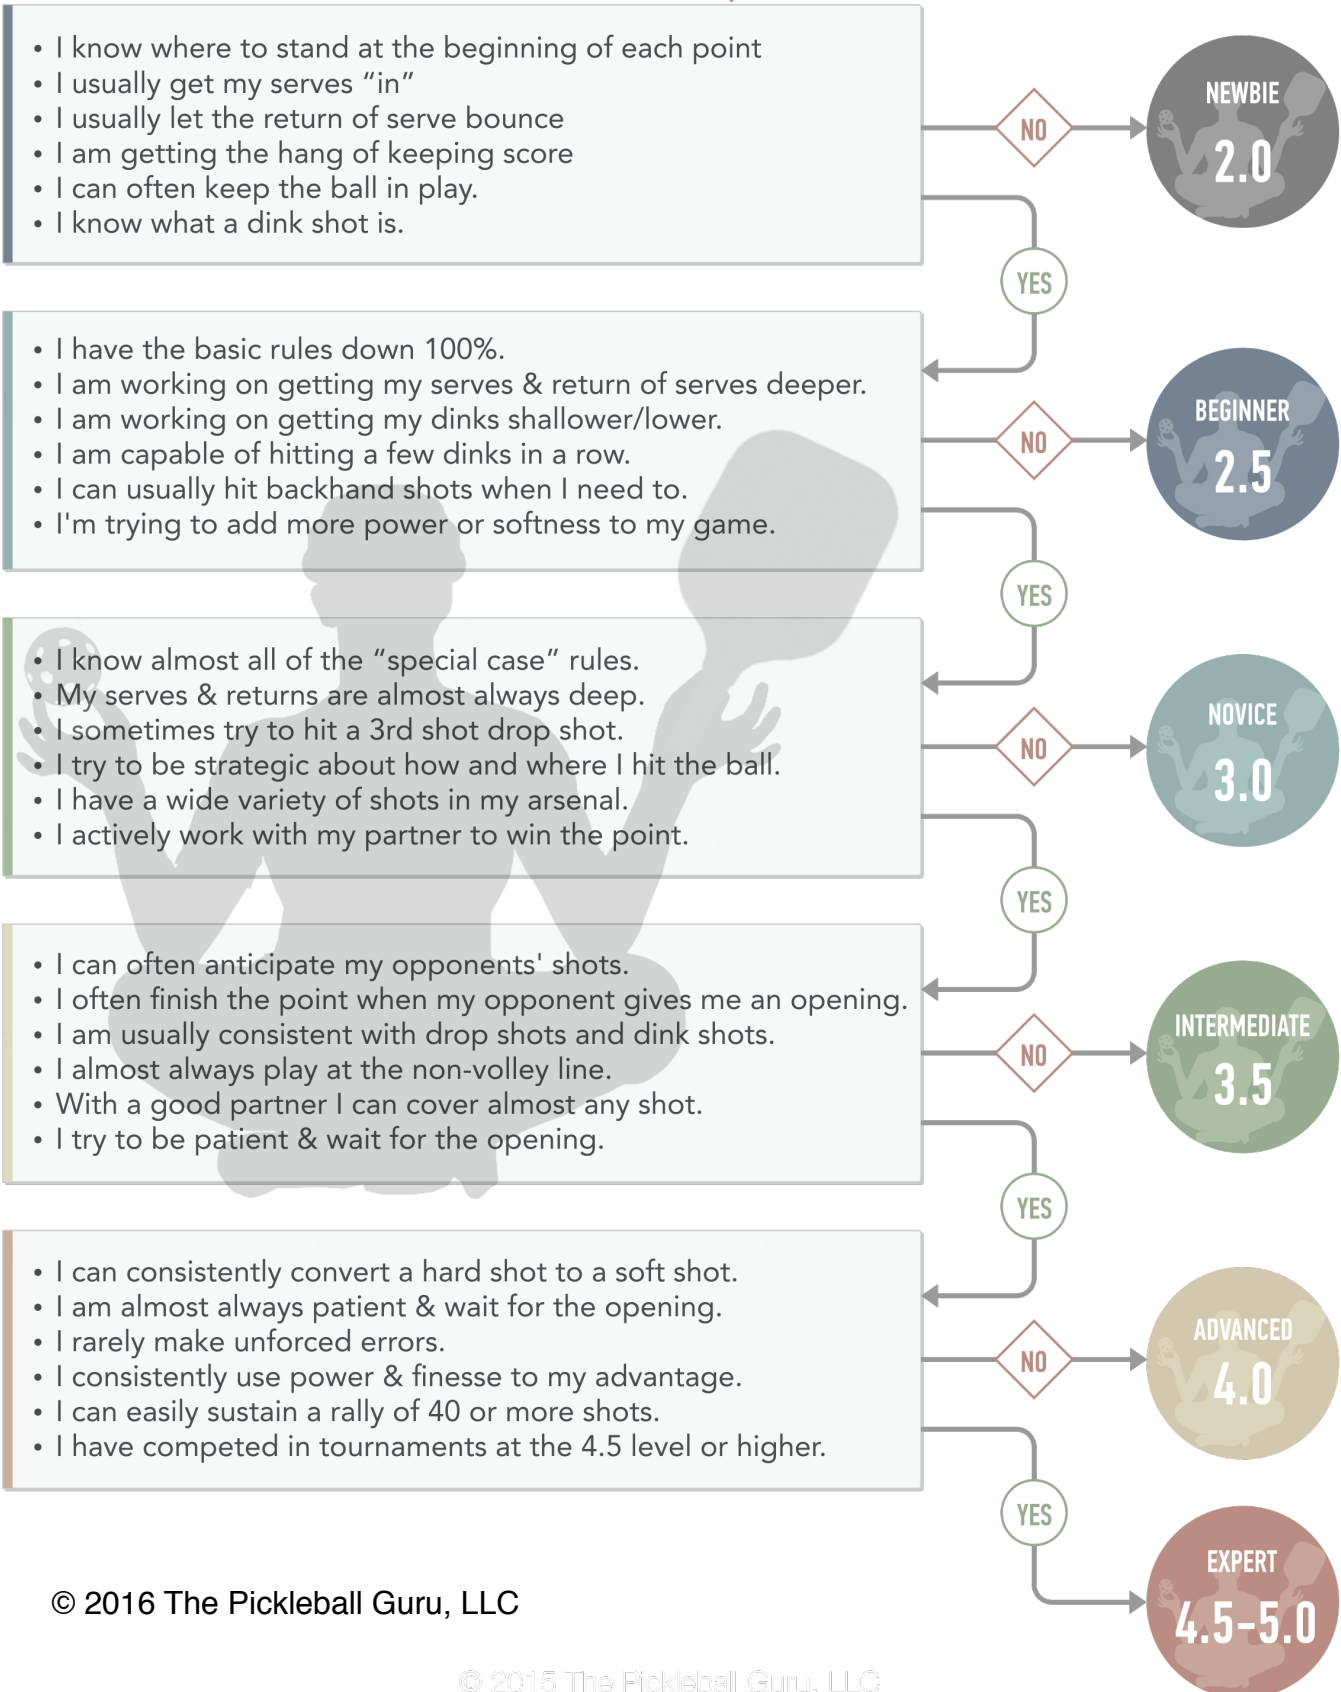 • I know where to stand at the beginning of each point
• I usually get my serves “in”
• I usually let the return of serve bounce
• I am getting the hang of keeping score
• I can often keep the ball in play.
• I know what a dink shot is.
NO
NEWBIE
2.0
YES
• I have the basic rules down 100%.
• I am working on getting my serves & return of serves deeper.
• I am working on getting my dinks shallower/lower.
• I am capable of hitting a few dinks in a row.
• I can usually hit backhand shots when I need to.
• I'm trying to add more power or softness to my game.
NO
BEGINNER
2.5
YES
• I know almost all of the “special case” rules.
• My serves & returns are almost always deep.
• I sometimes try to hit a 3rd shot drop shot.
• I try to be strategic about how and where I hit the ball.
• I have a wide variety of shots in my arsenal.
• I actively work with my partner to win the point.
NO
NOVICE
3.0
YES
• I can often anticipate my opponents' shots.
• I often finish the point when my opponent gives me an opening.
• I am usually consistent with drop shots and dink shots.
• I almost always play at the non-volley line.
• With a good partner I can cover almost any shot.
• I try to be patient & wait for the opening.
NO
INTERMEDIATE
3.5
YES
• I can consistently convert a hard shot to a soft shot.
• I am almost always patient & wait for the opening.
• I rarely make unforced errors.
• I consistently use power & finesse to my advantage.
• I can easily sustain a rally of 40 or more shots.
• I have competed in tournaments at the 4.5 level or higher.
NO
ADVANCED
4.0
YES
EXPERT
4.5-5.0
© 2016 The Pickleball Guru, LLC
© 2015 The Pickleball Guru, LLC